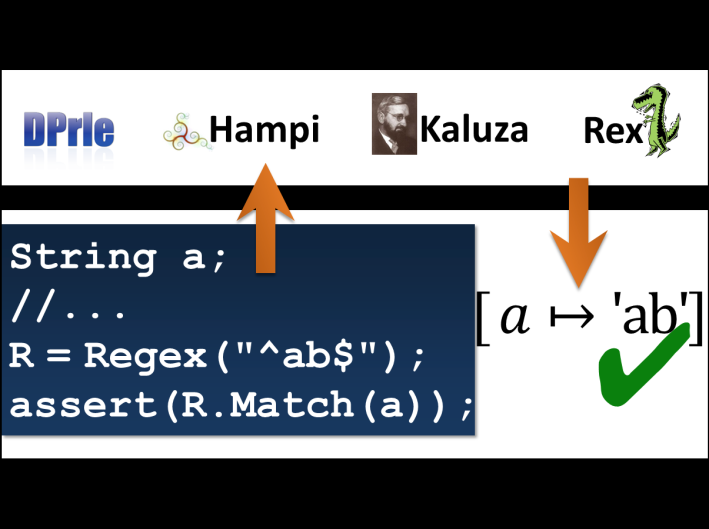 DPrle Hampi Kaluza Rex
String a;
//...
R = Regex("^ab$");
assert(R.Match(a));
[ a ↦ 'ab']